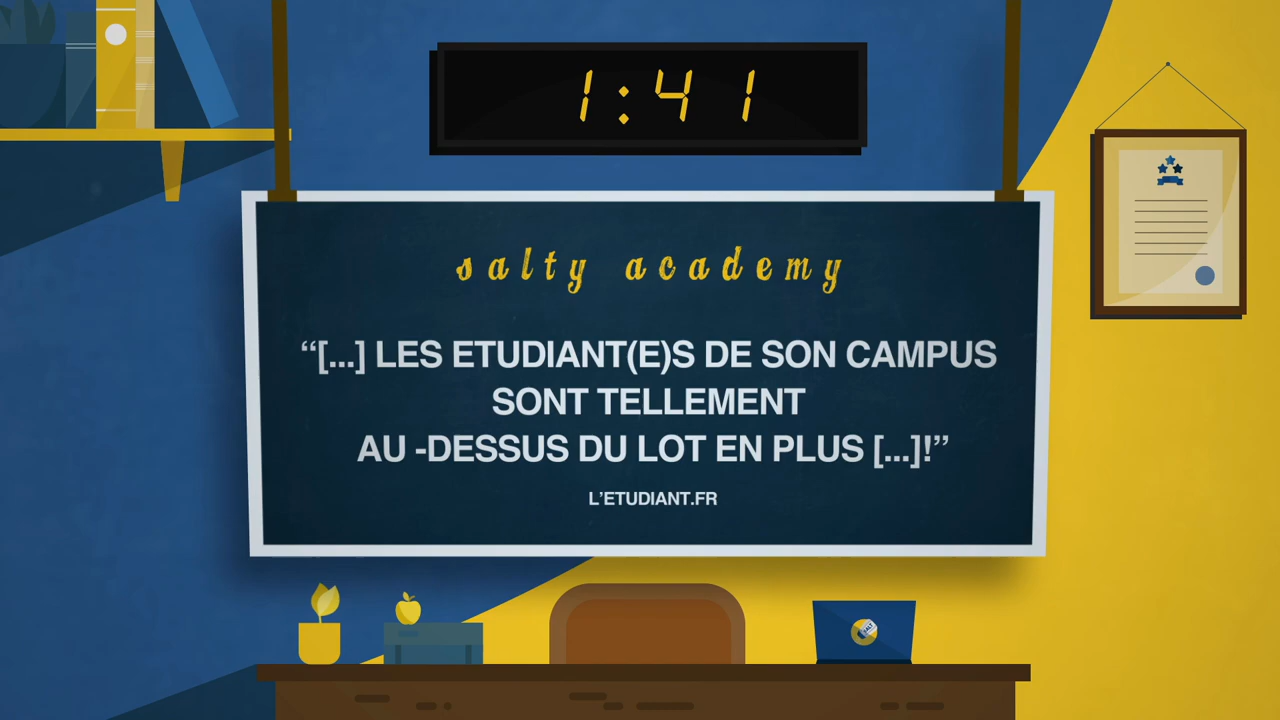 1:41
salty academy
“[...] LES ETUDIANT(E)S DE SON CAMPUS
SONT TELLEMENT
AU -DESSUS DU LOT EN PLUS [...]!”
L’ETUDIANT.FR